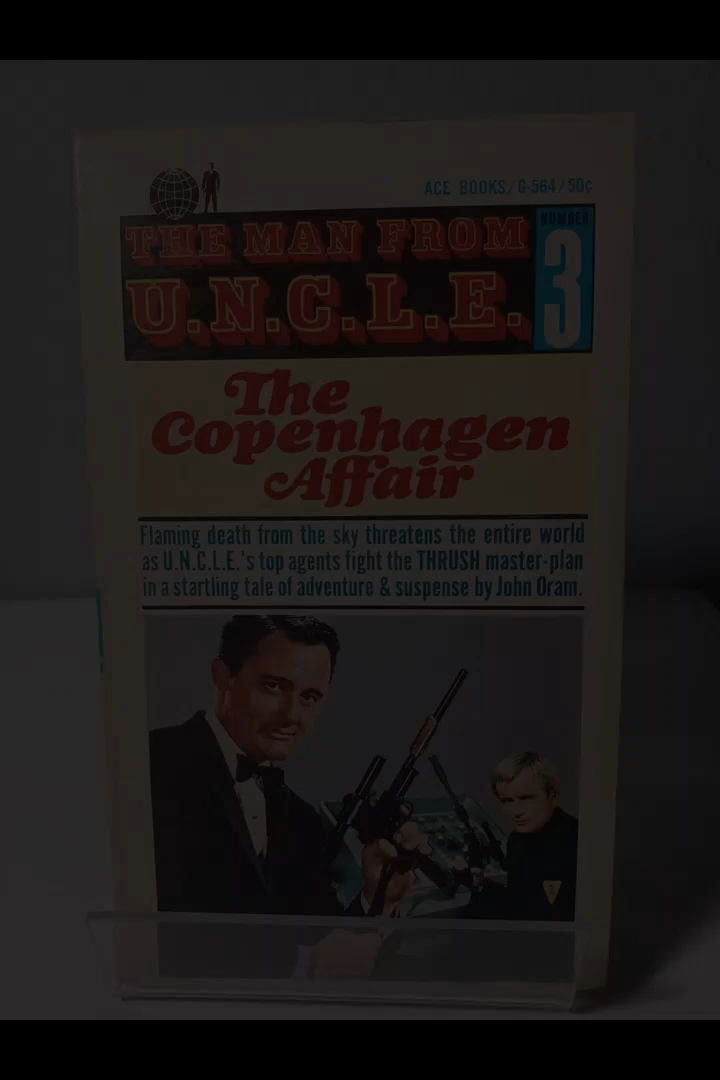 ACE BOOKS/G-564/50¢
THE MAN FROM
U.N.C.L.E.
NUMBER
3
The
Copenhagen
Affair
Flaming death from the sky threatens the entire world
as U.N.C.L.E.'s top agents fight the THRUSH master-plan
in a startling tale of adventure & suspense by John Oram.